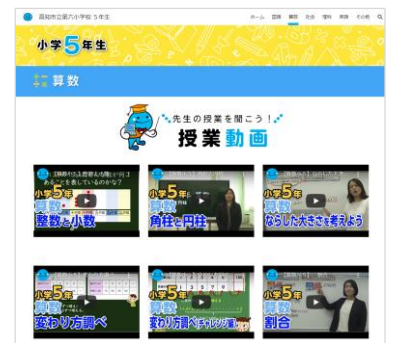 高知市立第六小学校 5年生
ホーム 国語 算数 社会 理科 英語 その他
小学5年生
算数
先生の授業を聞こう!
授業動画
小学5年
算数
整数と小数
小学5年
算数
角柱と円柱
小学5年
算数
ならした大きさを考えよう
小学5年
算数
変わり方調べ
小学5年
算数
変わり方調べ(チャレンジ編)
小学5年
算数
割合